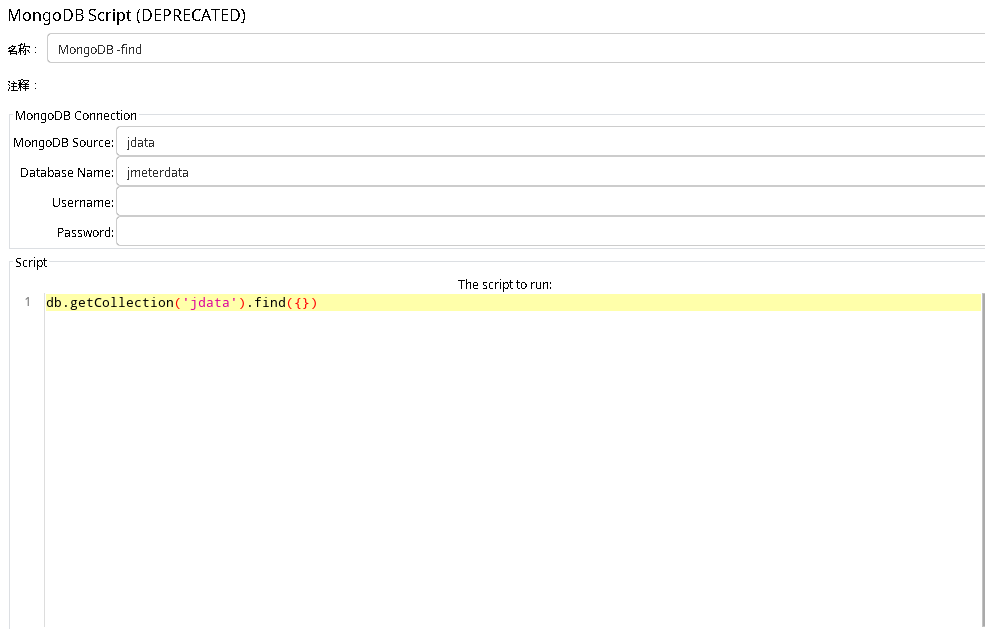 MongoDB Script (DEPRECATED)
名称： MongoDB -find
注释：
MongoDB Connection
MongoDB Source: jdata
Database Name: jmeterdata
Username:
Password:
Script
The script to run:
1 db.getCollection('jdata').find({})